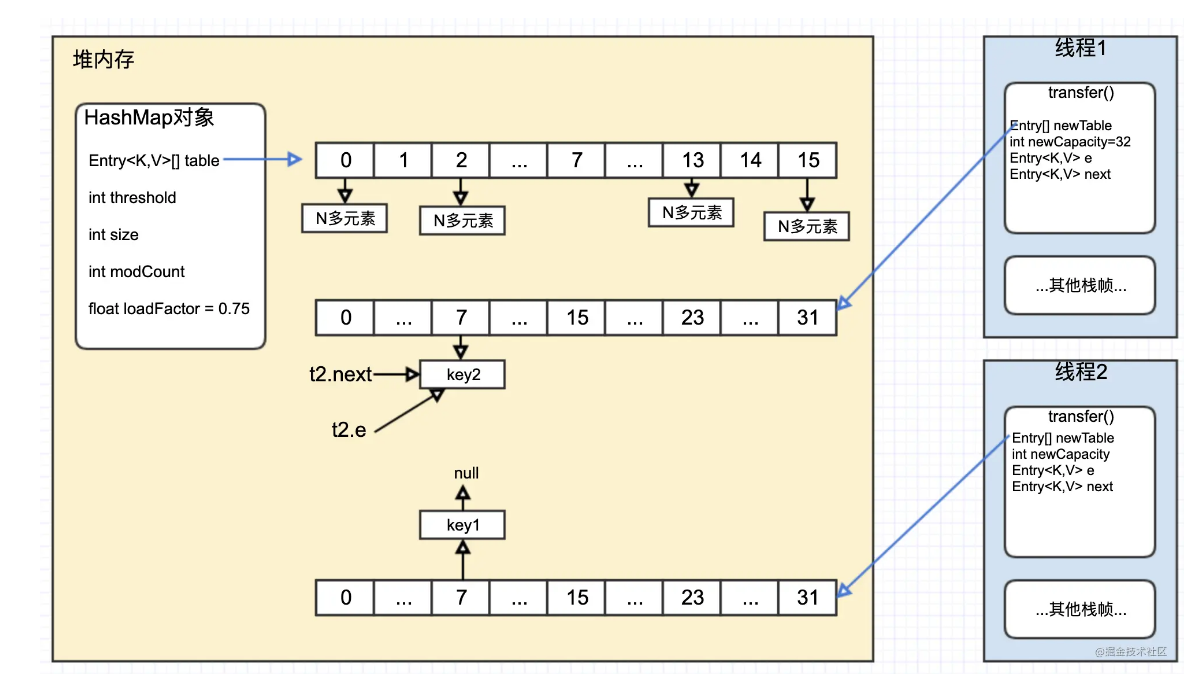 堆内存
HashMap对象
Entry<K,V>[] table
int threshold
int size
int modCount
float loadFactor = 0.75
0 1 2 ... 7 ... 13 14 15
N多元素 N多元素 N多元素 N多元素
0 ... 7 ... 15 ... 23 ... 31
t2.next
key2
t2.e
null
key1
0 ... 7 ... 15 ... 23 ... 31
线程1
transfer()
Entry[] newTable
int newCapacity=32
Entry<K,V> e
Entry<K,V> next
...其他栈帧...
线程2
transfer()
Entry[] newTable
int newCapacity
Entry<K,V> e
Entry<K,V> next
...其他栈帧...
@掘金技术社区